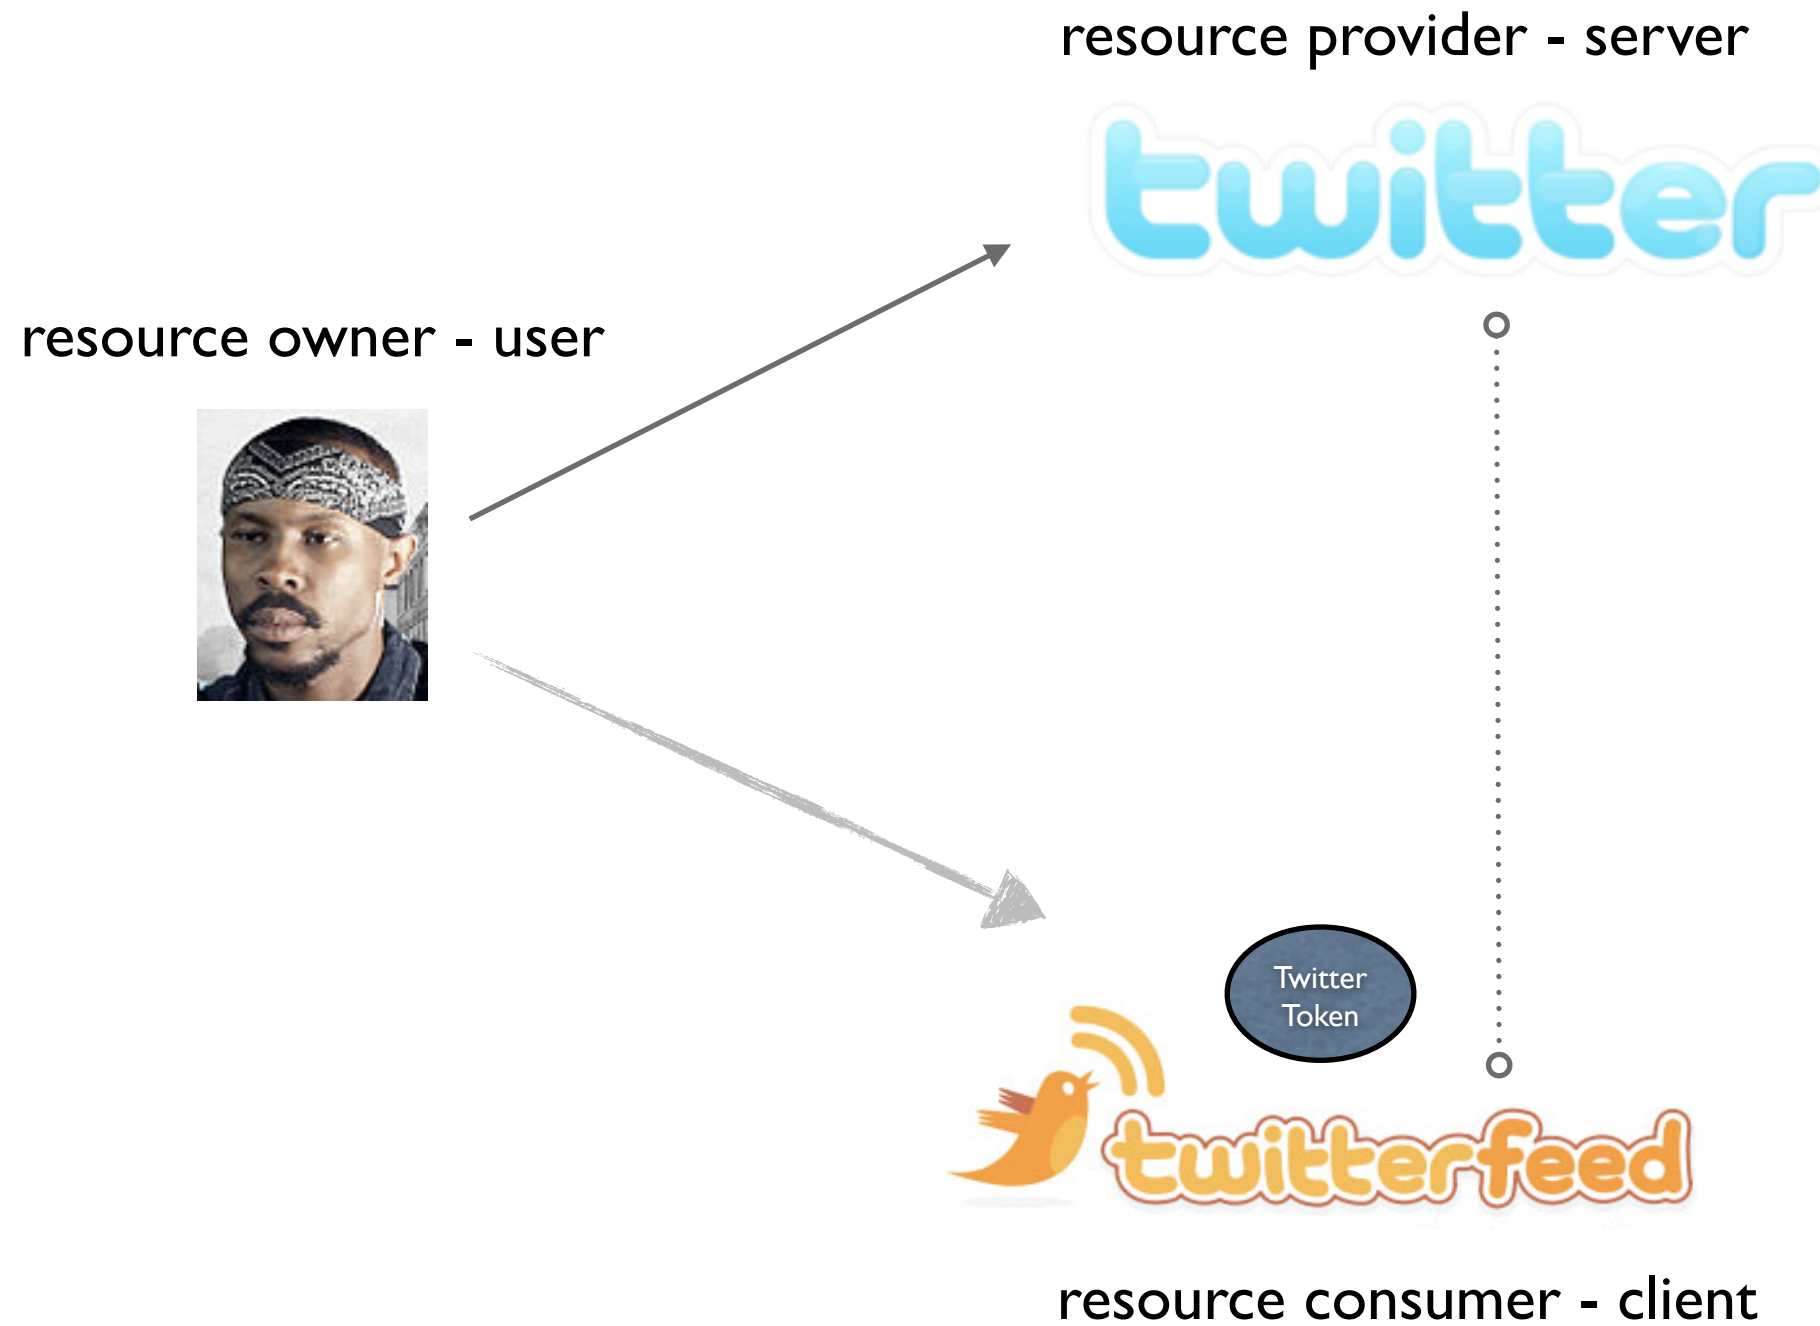 resource provider - server
twitter
resource owner - user
Twitter
Token
twitterfeed
resource consumer - client